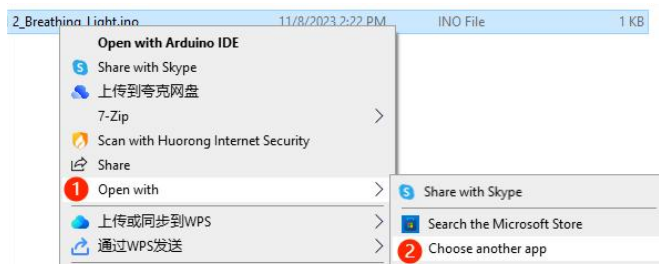 2_Breathing_Light.ino 11/8/2023 2:22 PM INO File 1 KB
Open with Arduino IDE
Share with Skype
上传到夸克网盘
7-Zip
Scan with Huorong Internet Security
Share
1 Open with
Share with Skype
上传或同步到WPS
Search the Microsoft Store
通过WPS发送
2 Choose another app